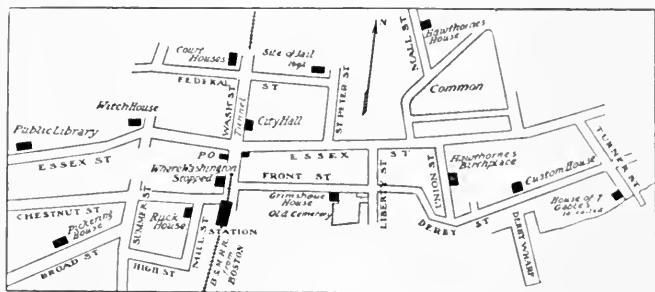 Court
Houses
Site of Jail
1692
N
MALL ST
Hawthornes
House
FEDERAL
ST
WASH ST
Tunnel
ST PETER ST
Common
Witch House
City Hall
Public Library
ESSEX ST
P O
ESSEX
ST
Where Washington
Stopped
FRONT ST
UNION ST
Hawthornes
Birthplace
Custom House
TURNER ST
CHESTNUT ST
SUMMER ST
Ruck
House
MILL ST
STATION
Grimshawe
House
Old Cemetery
LIBERTY ST
DERBY ST
House of 7
Gables
so called
Pickering
House
BROAD ST
HIGH ST
B & M R.R.
from
BOSTON
DERBY WHARF